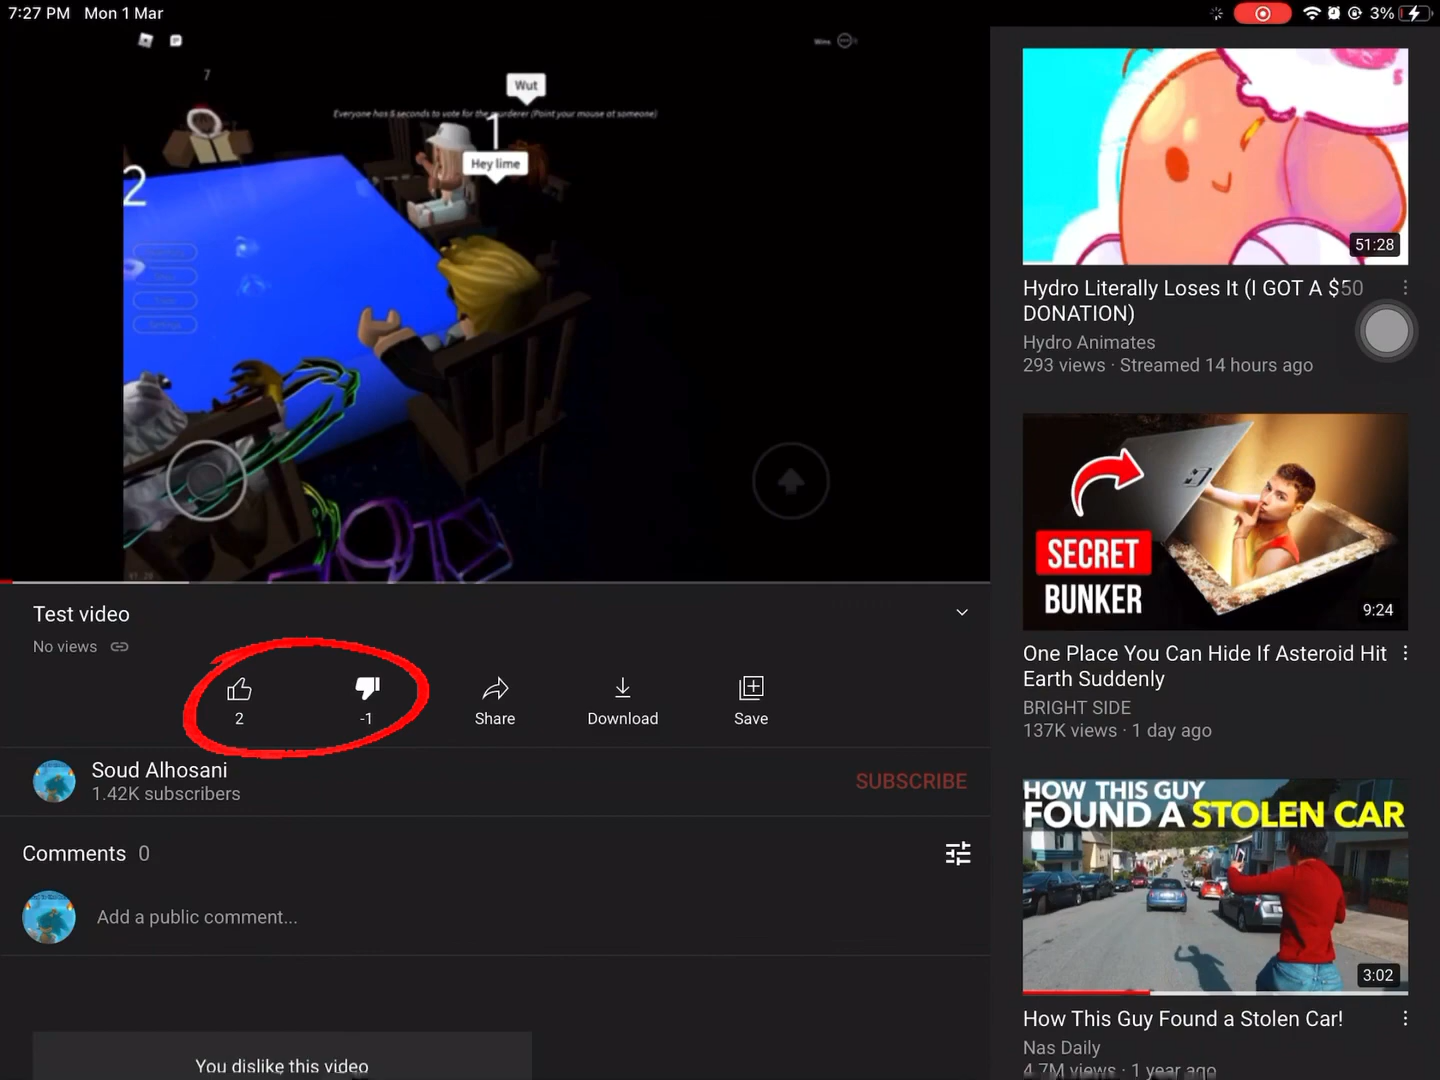 7:27 PM Mon 1 Mar
3%
7
Wut
Everyone has 5 seconds to vote for the murderer (Point your mouse at someone)
1
Hey lime
2
Test video
No views
2
-1
Share
Download
Save
Soud Alhosani
1.42K subscribers
SUBSCRIBE
Comments 0
Add a public comment...
You dislike this video
51:28
Hydro Literally Loses It (I GOT A $50
DONATION)
Hydro Animates
293 views · Streamed 14 hours ago
SECRET
BUNKER
9:24
One Place You Can Hide If Asteroid Hit
Earth Suddenly
BRIGHT SIDE
137K views · 1 day ago
HOW THIS GUY
FOUND A STOLEN CAR
3:02
How This Guy Found a Stolen Car!
Nas Daily
4.7M views · 1 year ago